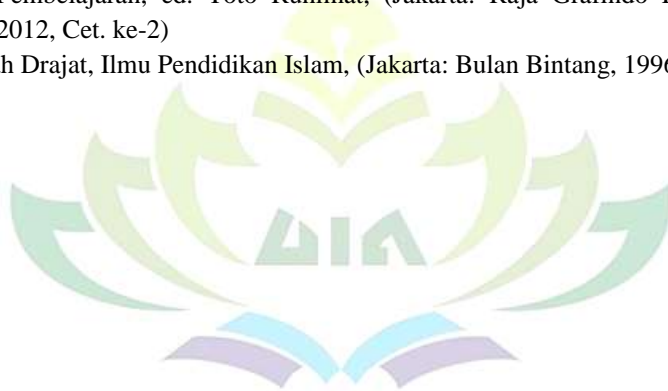 Pembelajaran, ed. Toto Ruhimat, (Jakarta: Raja Grafindo
2012, Cet. ke-2)
Drajat, Ilmu Pendidikan Islam, (Jakarta: Bulan Bintang, 1996
UIN